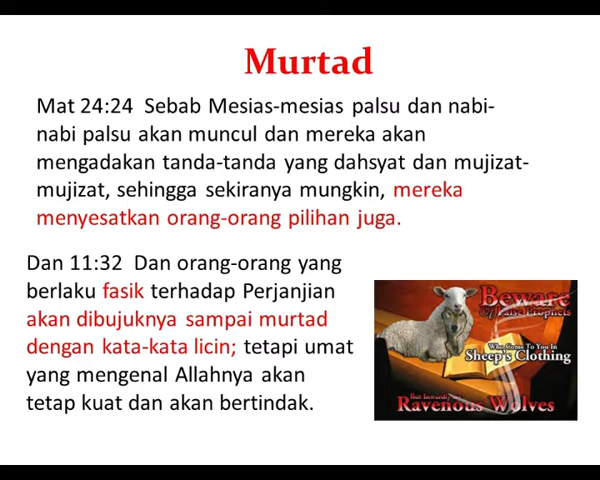 Murtad
Mat 24:24  Sebab Mesias-mesias palsu dan nabi-
nabi palsu akan muncul dan mereka akan
mengadakan tanda-tanda yang dahsyat dan mujizat-
mujizat, sehingga sekiranya mungkin, mereka
menyesatkan orang-orang pilihan juga.
Dan 11:32  Dan orang-orang yang
berlaku fasik terhadap Perjanjian
akan dibujuknya sampai murtad
dengan kata-kata licin; tetapi umat
yang mengenal Allahnya akan
tetap kuat dan akan bertindak.
Beware
Of False Prophets
Who Come To You In
Sheep's Clothing
But Inwardly
Ravenous Wolves